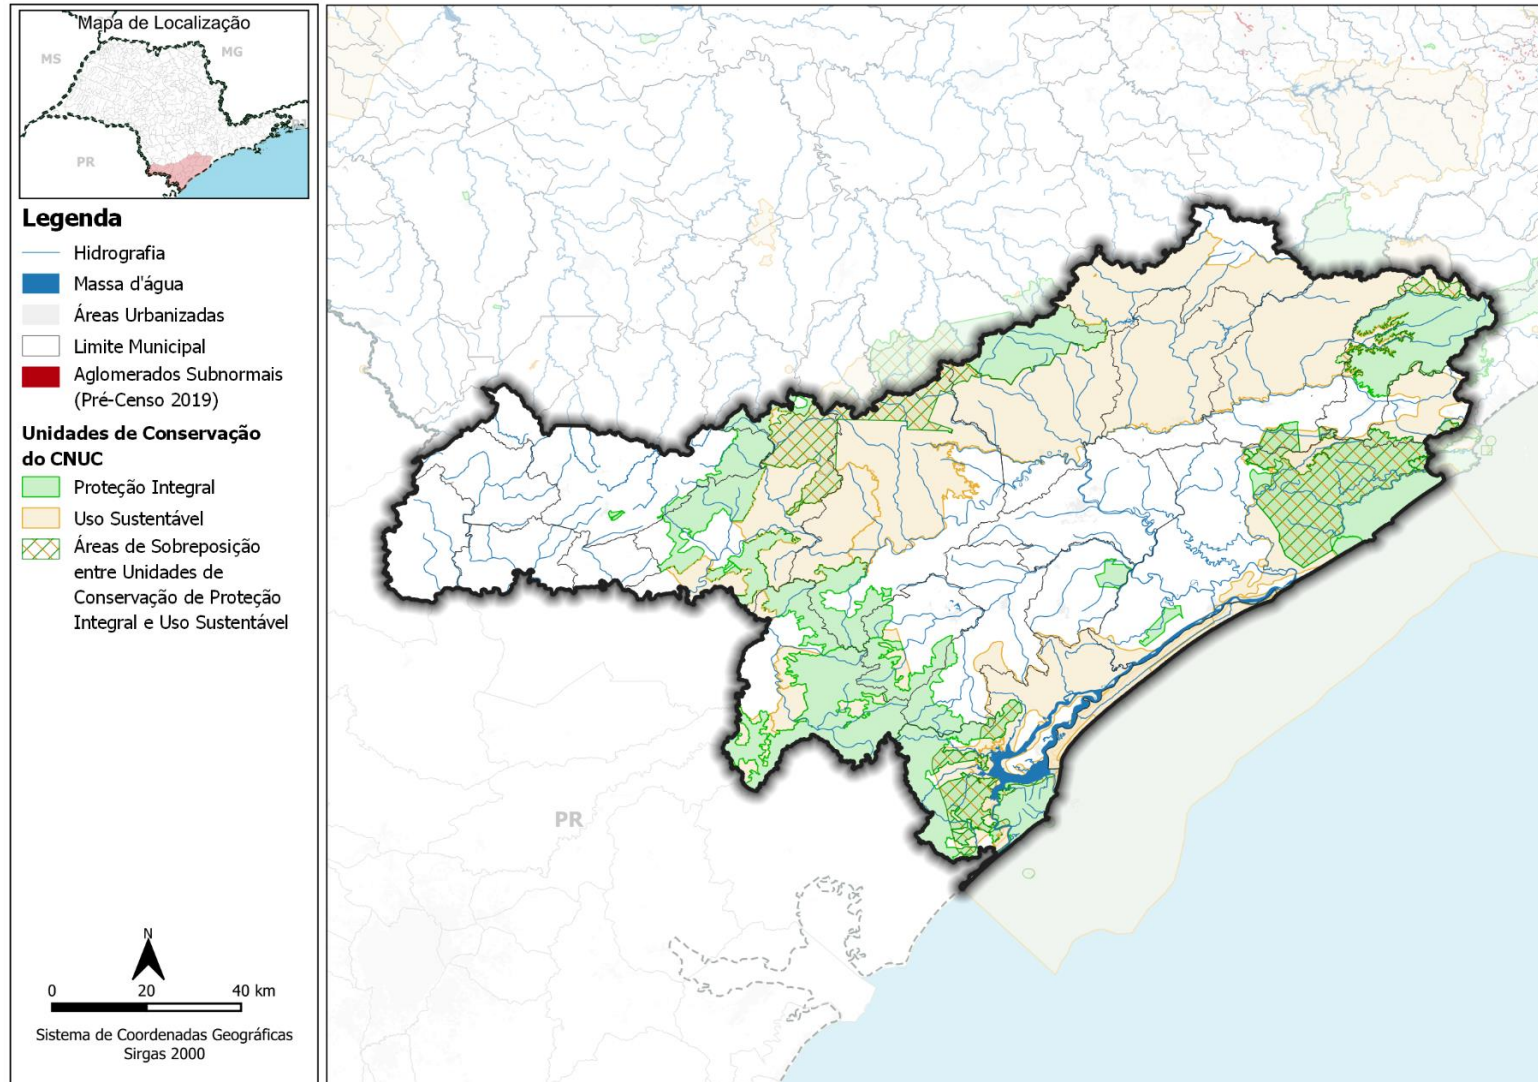 Mapa de Localização
MS
MG
RJ
PR
Legenda
Hidrografia
Massa d'água
Áreas Urbanizadas
Limite Municipal
Aglomerados Subnormais
(Pré-Censo 2019)
Unidades de Conservação
do CNUC
Proteção Integral
Uso Sustentável
Áreas de Sobreposição
entre Unidades de
Conservação de Proteção
Integral e Uso Sustentável
N
0 20 40 km
Sistema de Coordenadas Geográficas
Sirgas 2000
PR